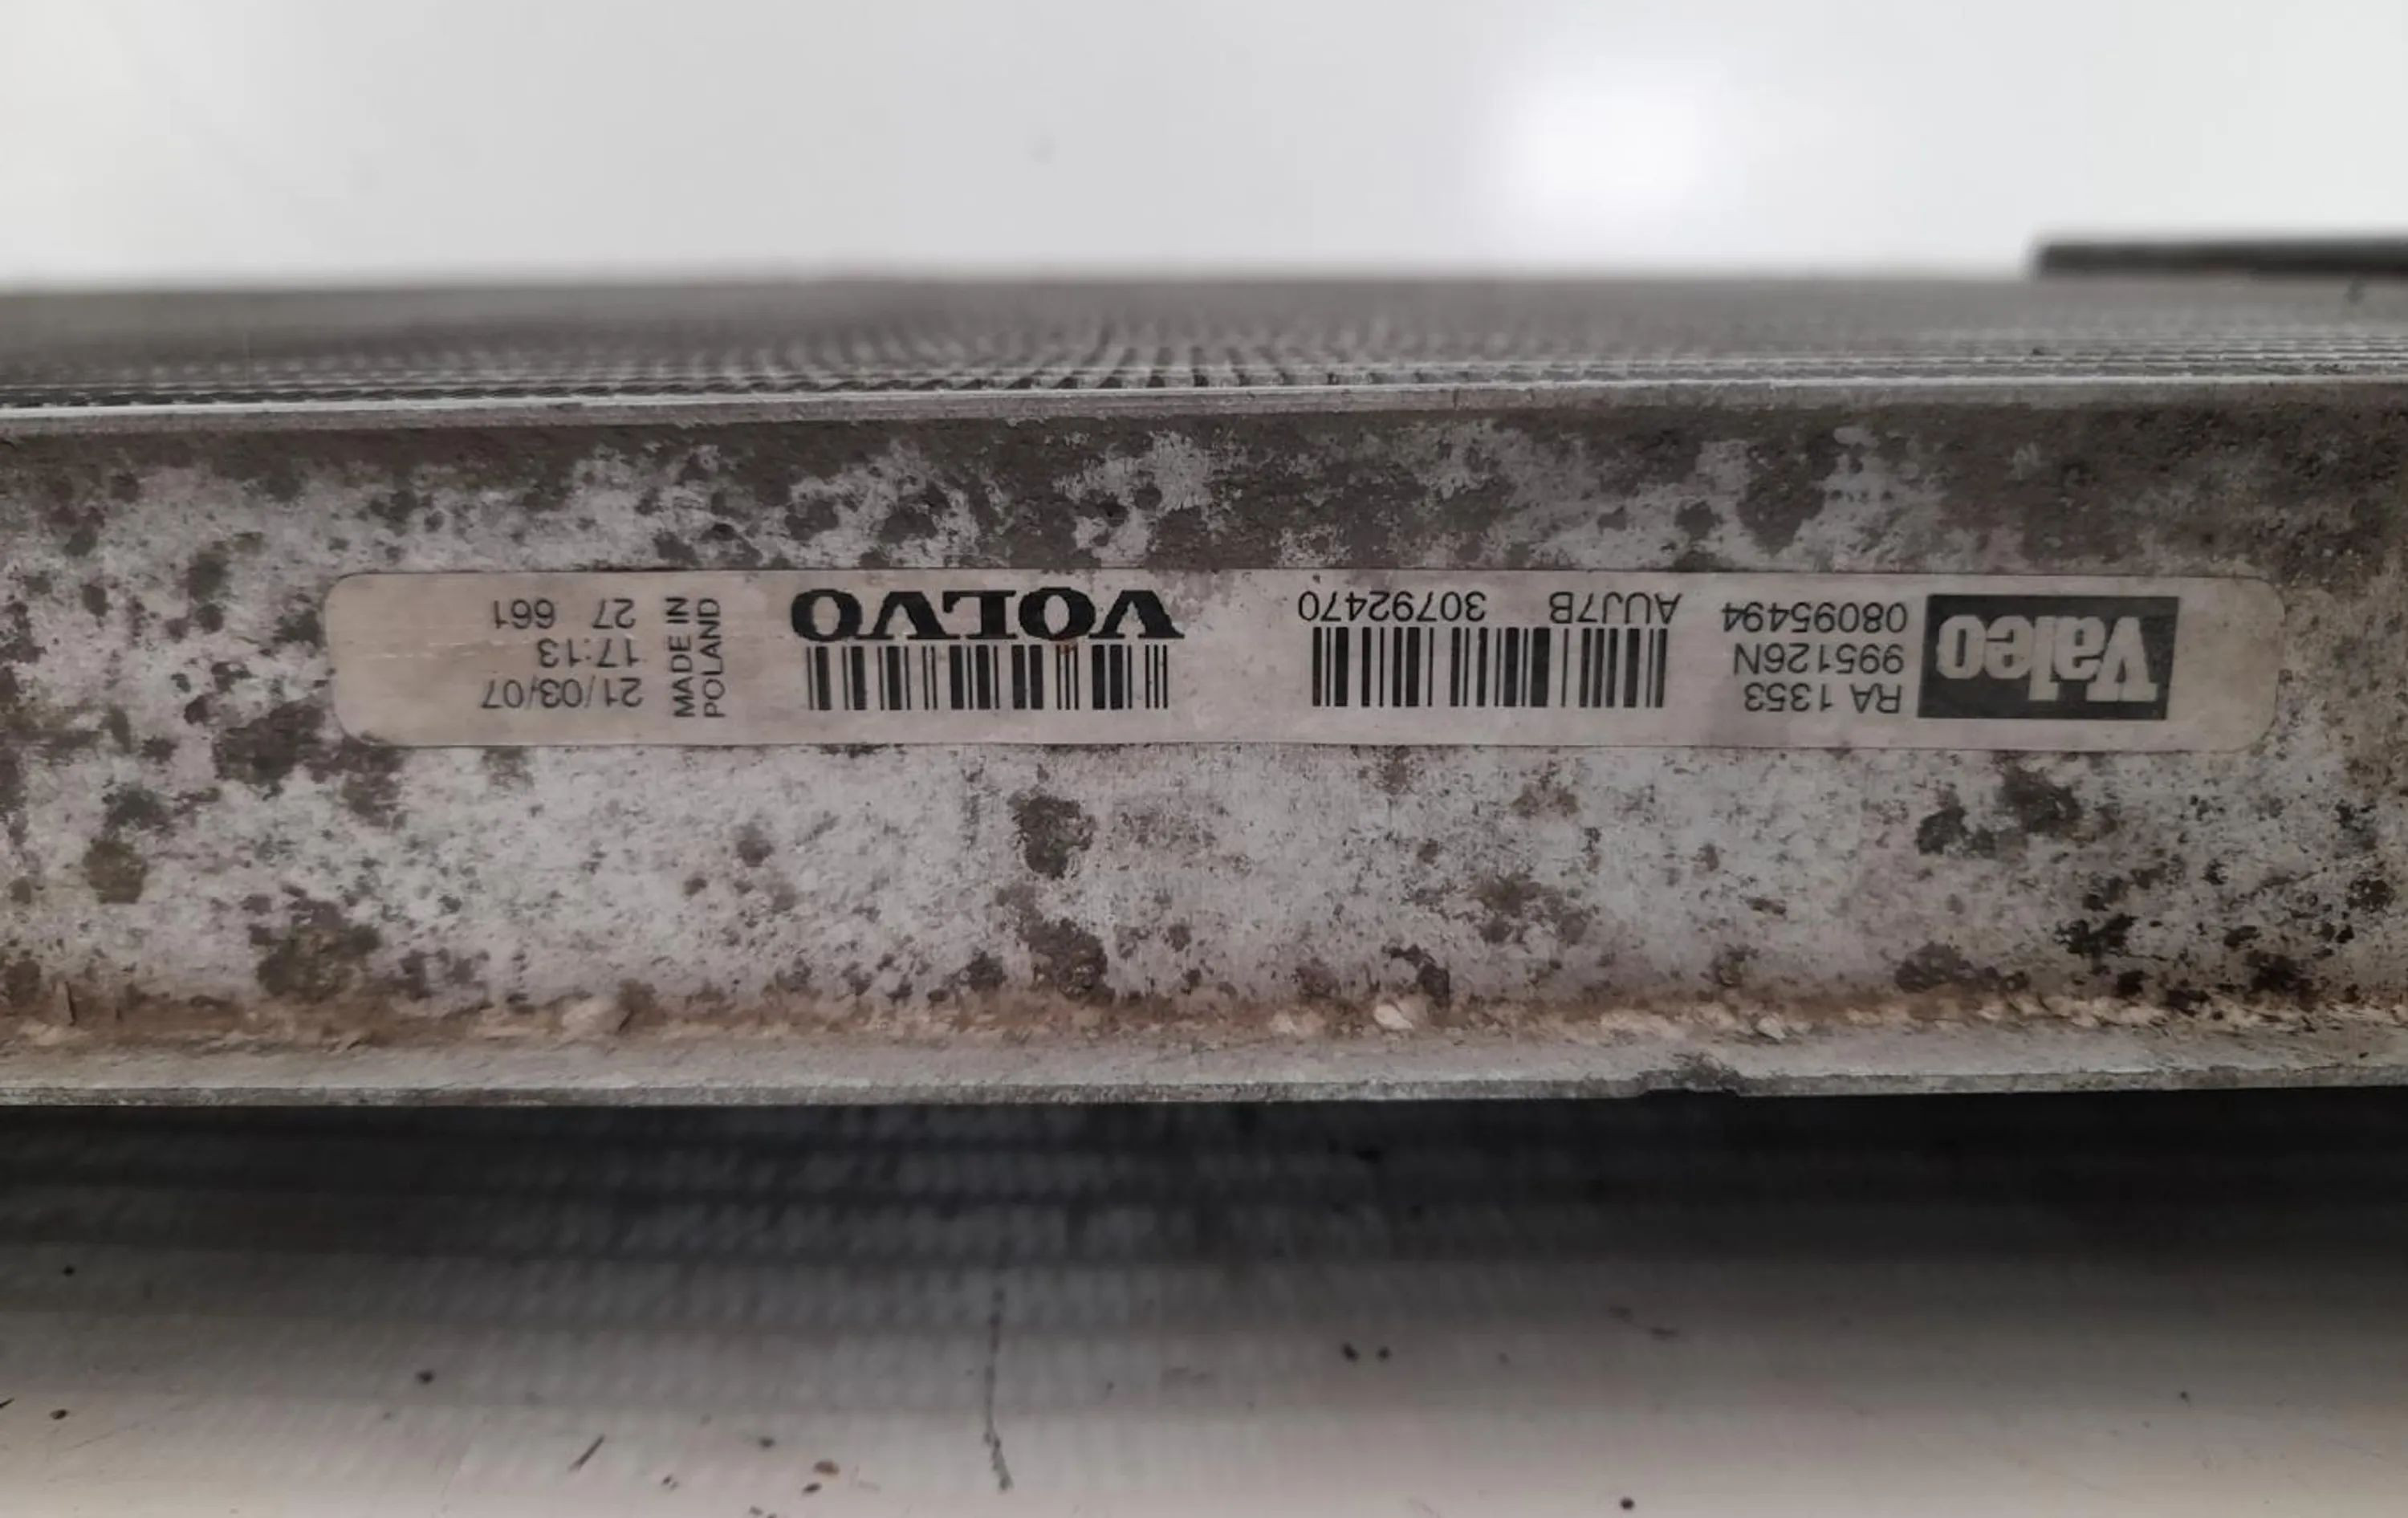 Valeo
RA 1353
995126N
08095494
AUJ7B 30792470
VOLVO
MADE IN
POLAND
21/03/07
17:13
27 661